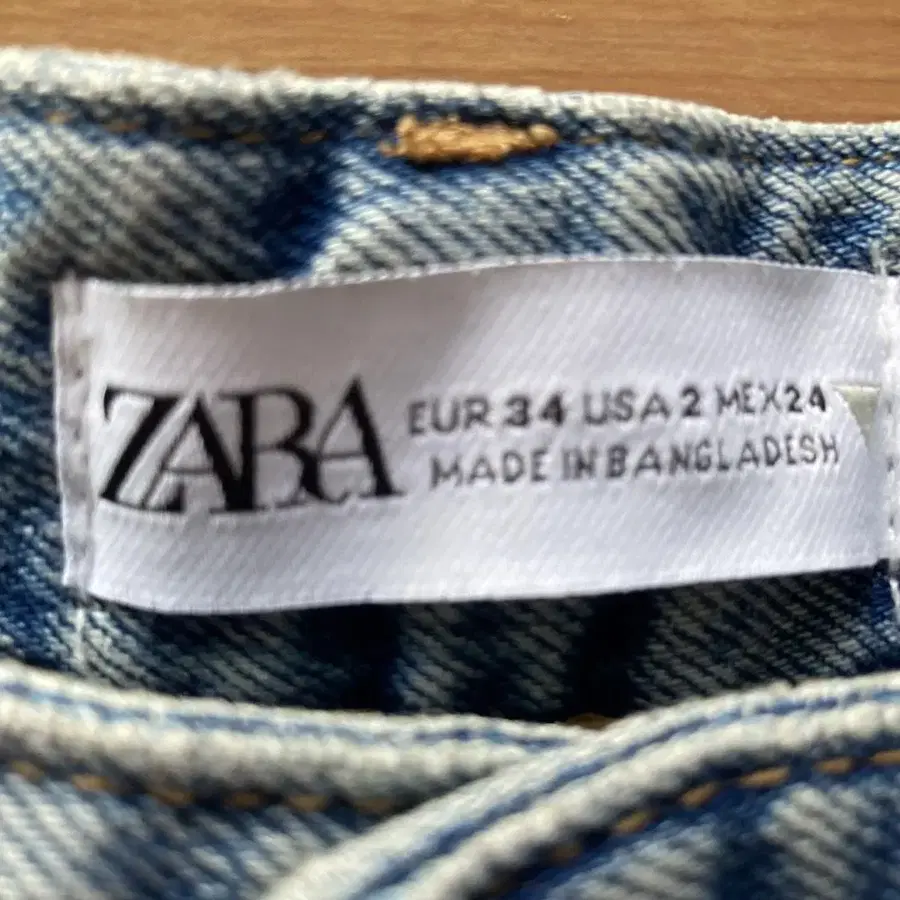 ZARA
EUR 34 USA 2 MEX 24
MADE IN BANGLADESH